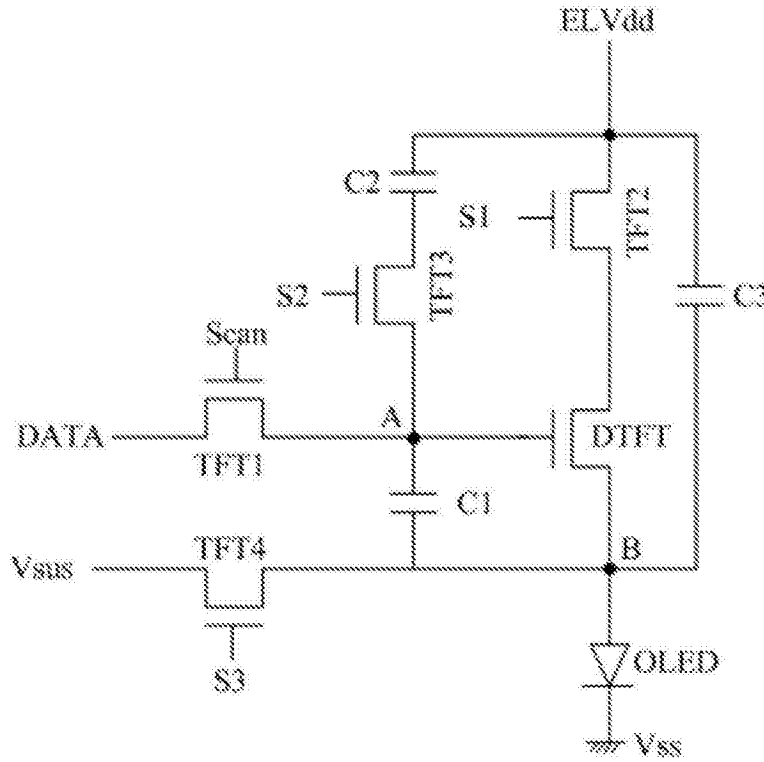 ELVdd
C2
S1
TFT2
S2
TFT3
C3
Scan
A
DATA
DTFT
TFT1
C1
TFT4
B
Vsus
S3
OLED
Vss